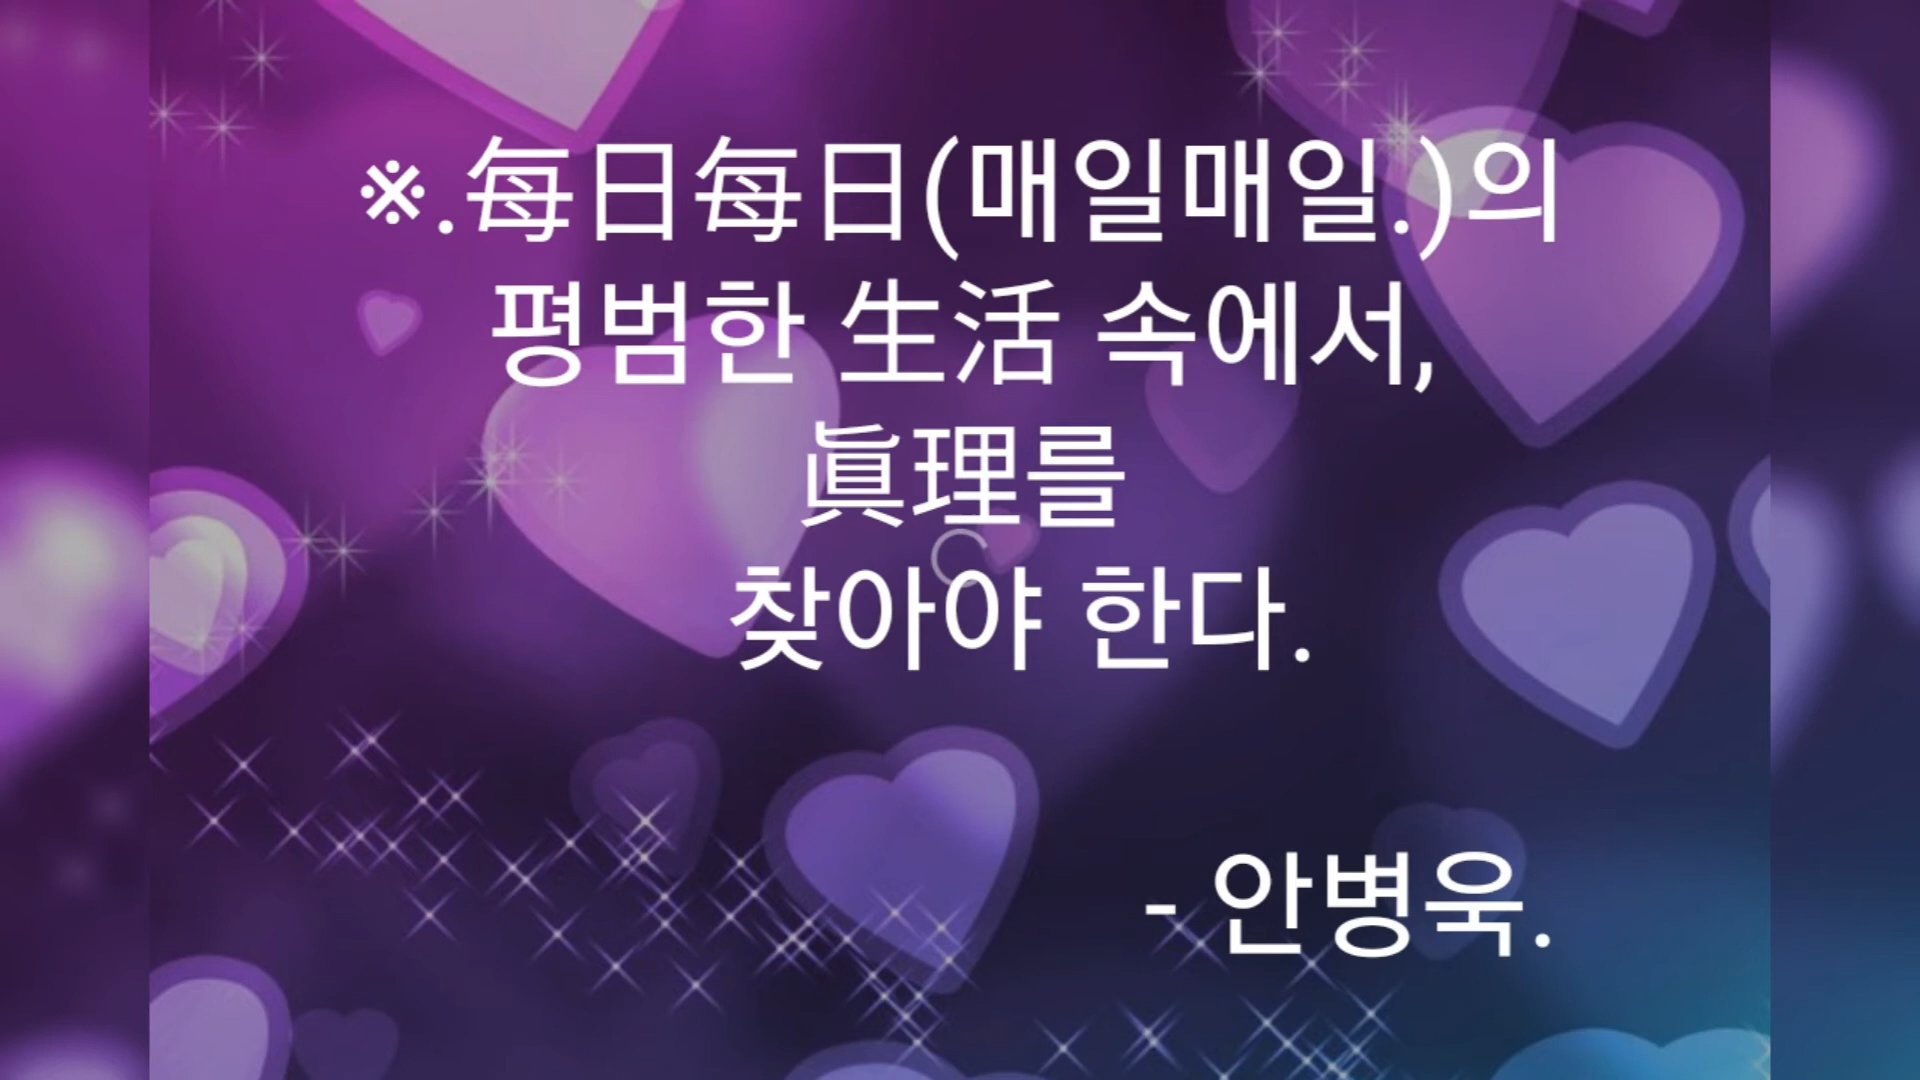 ※.每日每日(매일매일.)의
평범한 生活 속에서,
眞理를
찾아야 한다.
- 안병욱.